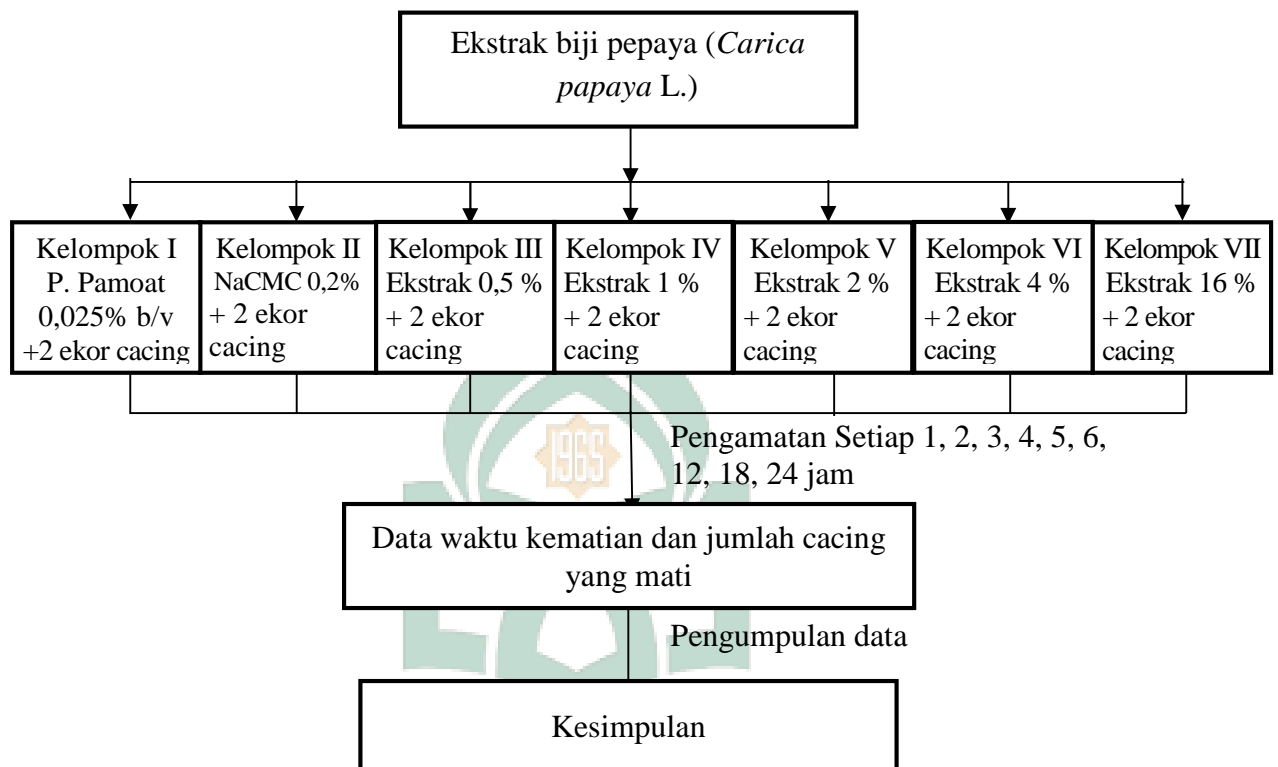 Ekstrak biji pepaya (Carica
papaya L.)
Kelompok I
P. Pamoat
0,025% b/v
+2 ekor cacing
Kelompok II
NaCMC 0,2%
+ 2 ekor
cacing
Kelompok III
Ekstrak 0,5 %
+ 2 ekor
cacing
Kelompok IV
Ekstrak 1 %
+ 2 ekor
cacing
Kelompok V
Ekstrak 2 %
+ 2 ekor
cacing
Kelompok VI
Ekstrak 4 %
+ 2 ekor
cacing
Kelompok VII
Ekstrak 16 %
+ 2 ekor
cacing
1965
Pengamatan Setiap 1, 2, 3, 4, 5, 6,
12, 18, 24 jam
Data waktu kematian dan jumlah cacing
yang mati
Pengumpulan data
Kesimpulan